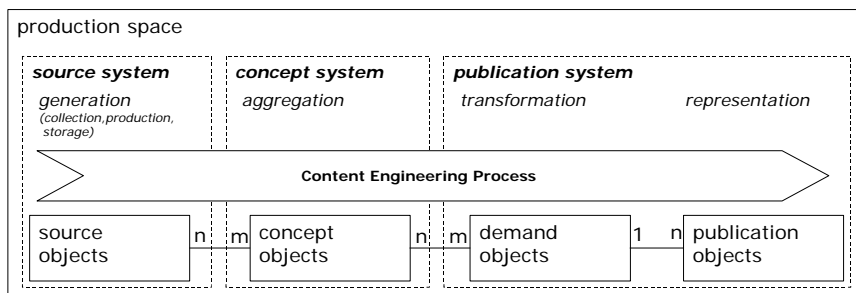 production space
source system
concept system
publication system
generation
(collection,production,
storage)
aggregation
transformation
representation
Content Engineering Process
source
objects
n
m
concept
objects
n
m
demand
objects
1
n
publication
objects